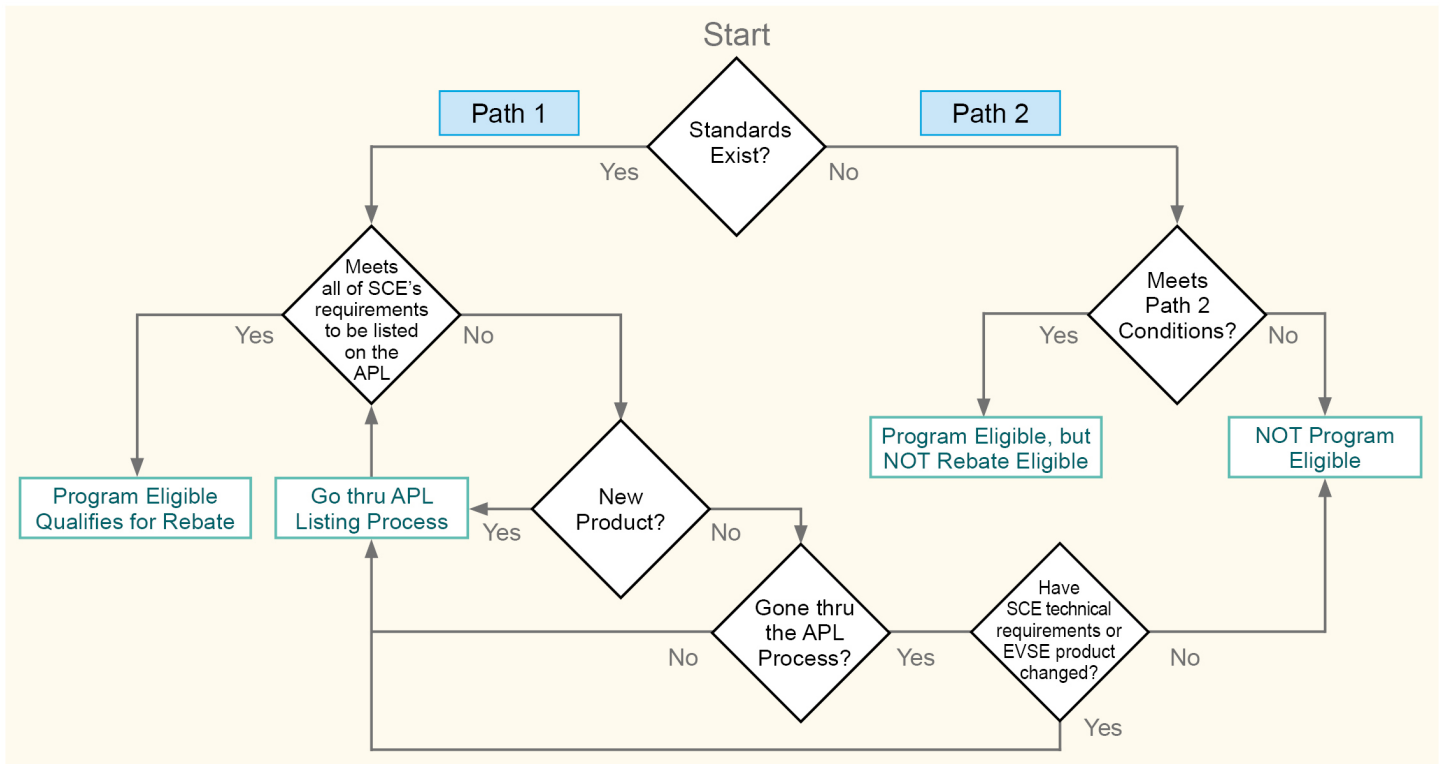 Start
Path 1
Path 2
Standards
Exist?
Yes
No
Meets
all of SCE’s
requirements
to be listed
on the
APL
Yes
No
Meets
Path 2
Conditions?
Yes
No
Program Eligible
Qualifies for Rebate
Go thru APL
Listing Process
New
Product?
Yes
No
Program Eligible, but
NOT Rebate Eligible
NOT Program
Eligible
Gone thru
the APL
Process?
No
Yes
Have
SCE technical
requirements or
EVSE product
changed?
No
Yes